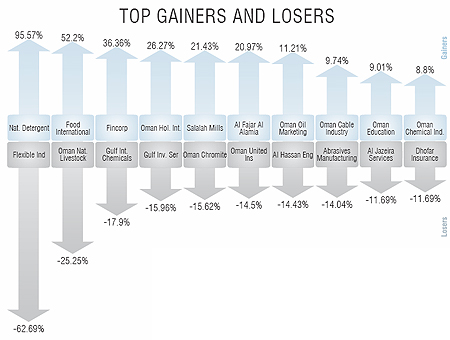 TOP GAINERS AND LOSERS
95.57%
52.2%
36.36%
26.27%
21.43%
20.97%
11.21%
9.74%
9.01%
8.8%
Gainers
Nat. Detergent
Food
International
Fincorp
Oman Hol. Int.
Salalah Mills
Al Fajar Al
Alamia
Oman Oil
Marketing
Oman Cable
Industry
Oman
Education
Oman
Chemical Ind.
Flexible Ind
Oman Nat.
Livestock
Gulf Int.
Chemicals
Gulf Inv. Ser
Oman Chromite
Oman United
Ins
Al Hassan Eng
Abrasives
Manufacturing
Al Jazeira
Services
Dhofar
Insurance
-62.69%
-25.25%
-17.9%
-15.96%
-15.62%
-14.5%
-14.43%
-14.04%
-11.69%
-11.69%
Losers